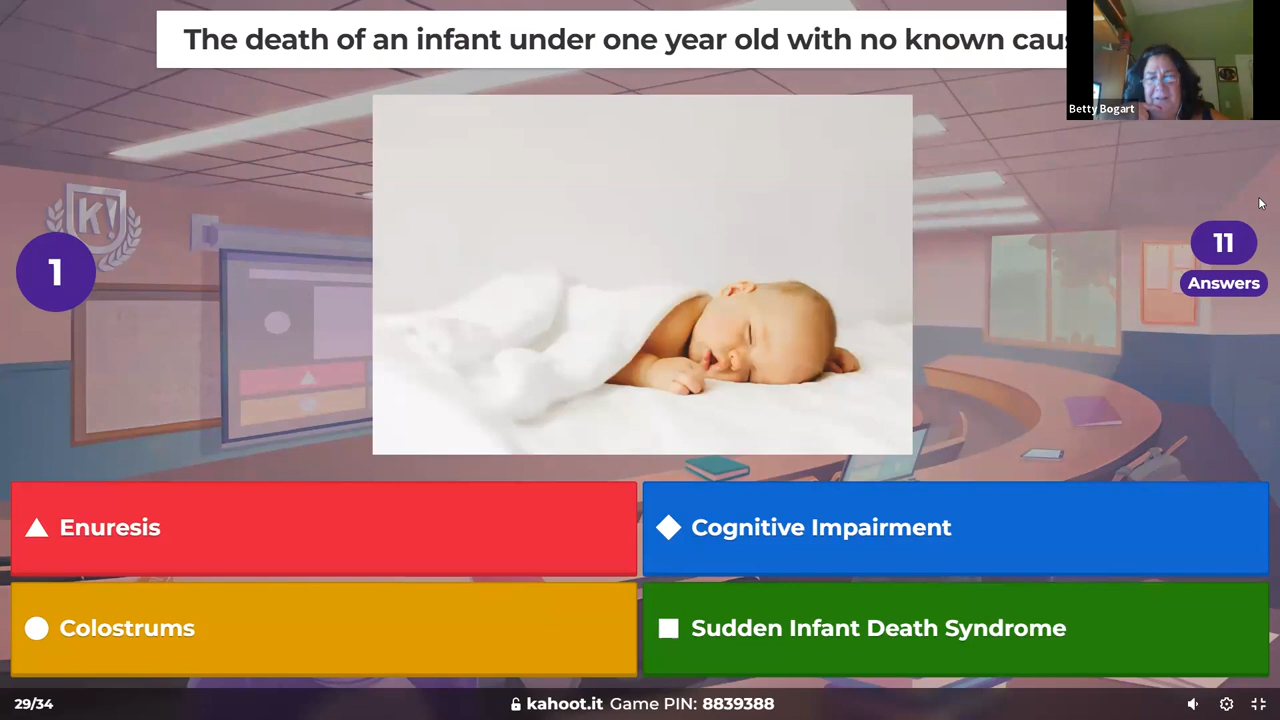 The death of an infant under one year old with no known
Betty Bogart
K!
1
11
Answers
Enuresis
Cognitive Impairment
Colostrums
Sudden Infant Death Syndrome
29/34
kahoot.it Game PIN: 8839388